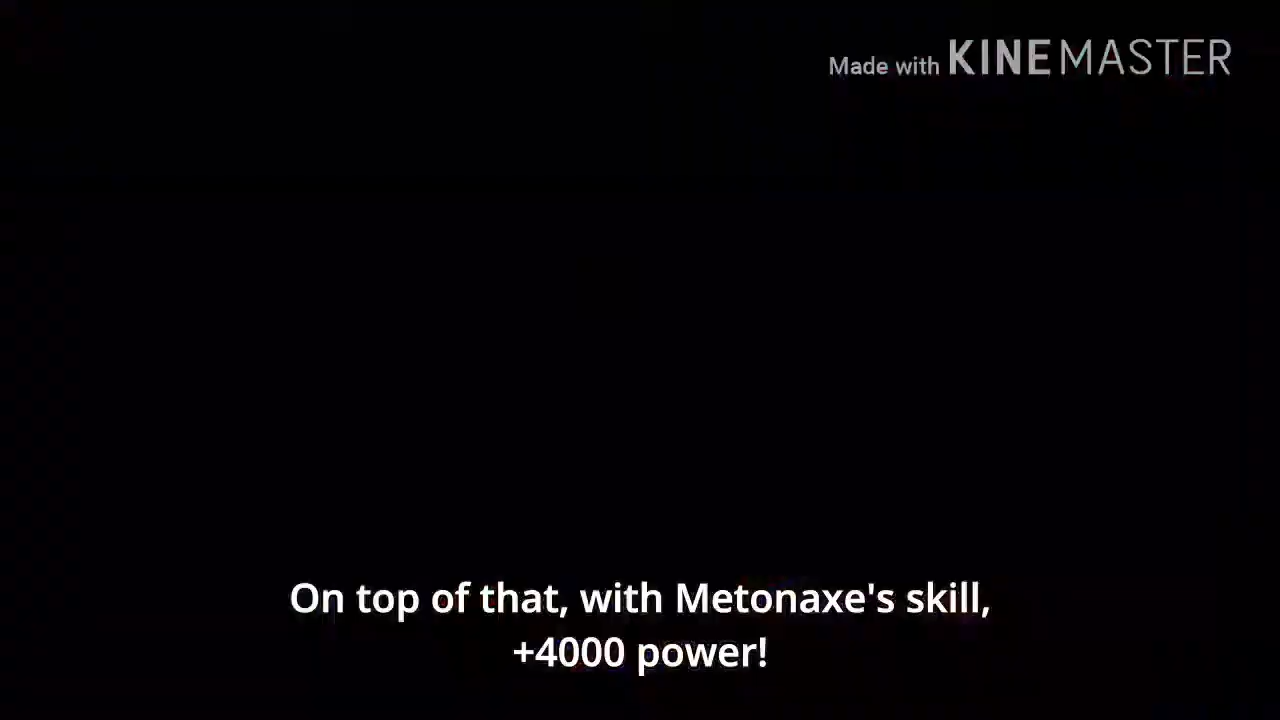 Made with KINEMASTER
On top of that, with Metonaxe's skill,
+4000 power!